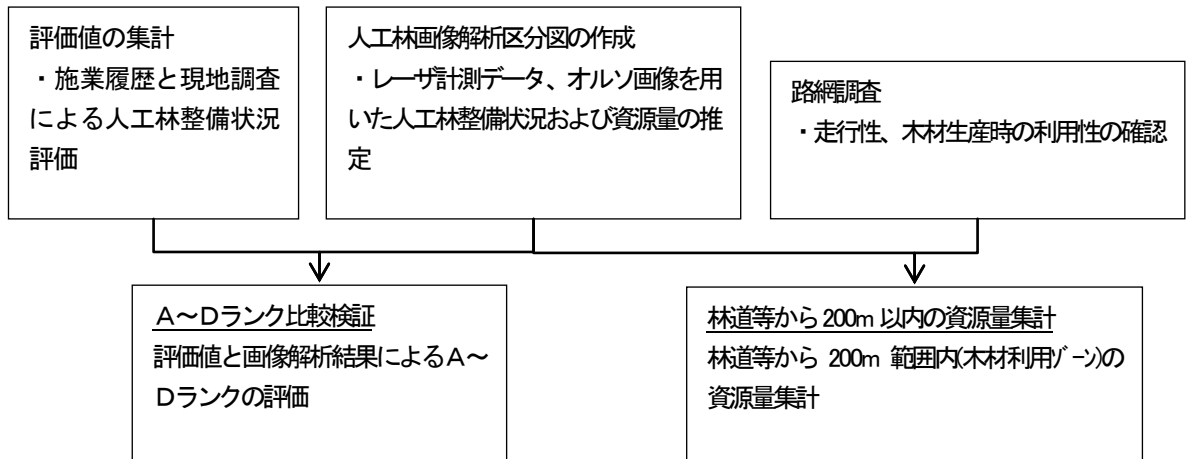 評価値の集計
・施業履歴と現地調査
による人工林整備状況
評価
人工林画像解析区分図の作成
・レーザ計測データ、オルソ画像を用
いた人工林整備状況および資源量の推
定
路網調査
・走行性、木材生産時の利用性の確認
A～Dランク比較検証
評価値と画像解析結果によるA～
Dランクの評価
林道等から200m以内の資源量集計
林道等から 200m 範囲内(木材利用ｿﾞｰﾝ)の
資源量集計